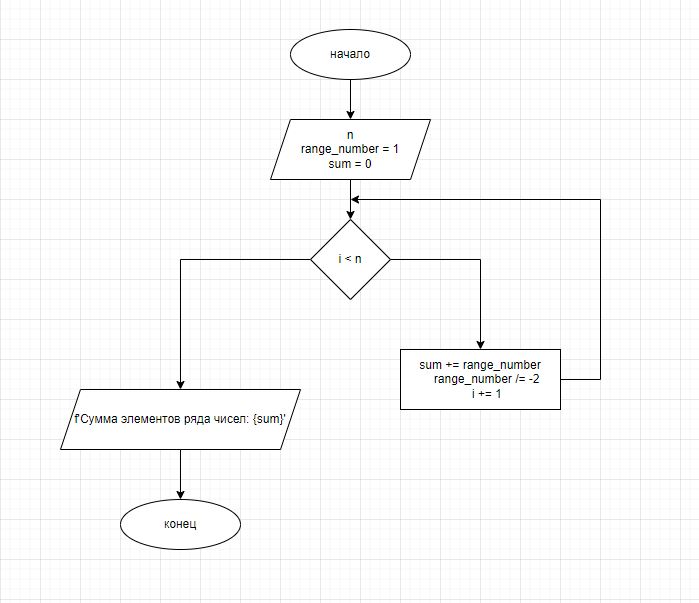 начало
n
range_number = 1
sum = 0
i < n
sum += range_number
range_number /= -2
i += 1
f'Сумма элементов ряда чисел: {sum}'
конец